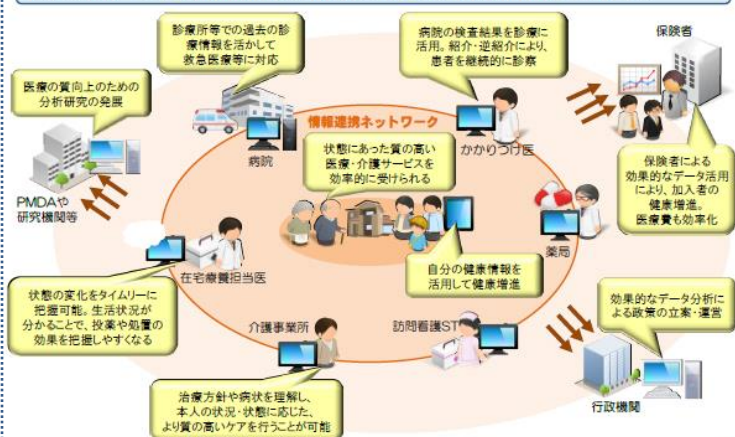 診療所等での過去の診
療情報を活かして
救急医療等に対応
病院の検査結果を診療に
活用。紹介・逆紹介により、
患者を継続的に診察
保険者
医療の質向上のための
分析研究の発展
情報連携ネットワーク
病院
かかりつけ医
状態にあった質の高い
医療・介護サービスを
効率的に受けられる
保険者による
効果的なデータ活用
により、加入者の
健康増進。
医療費も効率化
PMDAや
研究機関等
薬局
在宅療養担当医
自分の健康情報を
活用して健康増進
状態の変化をタイムリーに
把握可能。生活状況が
分かることで、投薬や処置の
効果を把握しやすくなる
介護事業所
訪問看護ST
効果的なデータ分析に
よる政策の立案・運営
治療方針や病状を理解し、
本人の状況・状態に応じた、
より質の高いケアを行うことが可能
行政機関